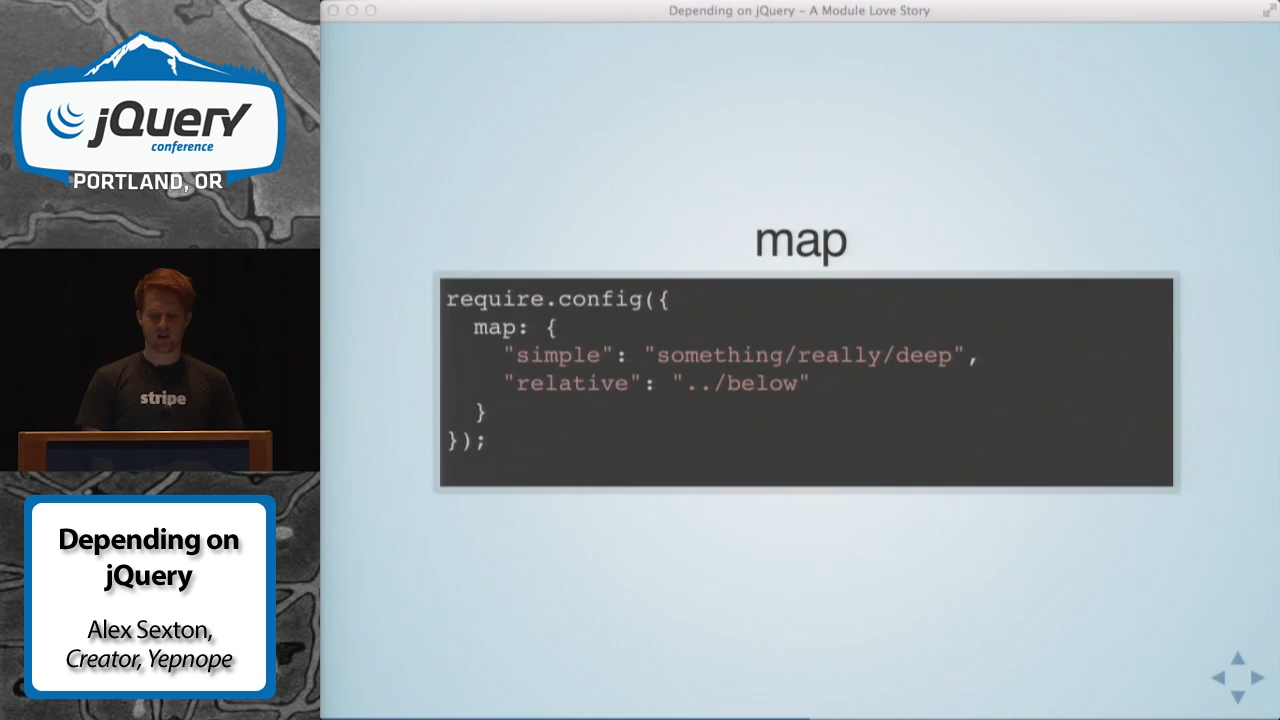 jQuery
conference
PORTLAND, OR
stripe
Depending on
jQuery
Alex Sexton,
Creator, Yepnope
Depending on jQuery – A Module Love Story
map
require.config({
  map: {
    "simple": "something/really/deep",
    "relative": "../below"
  }
});